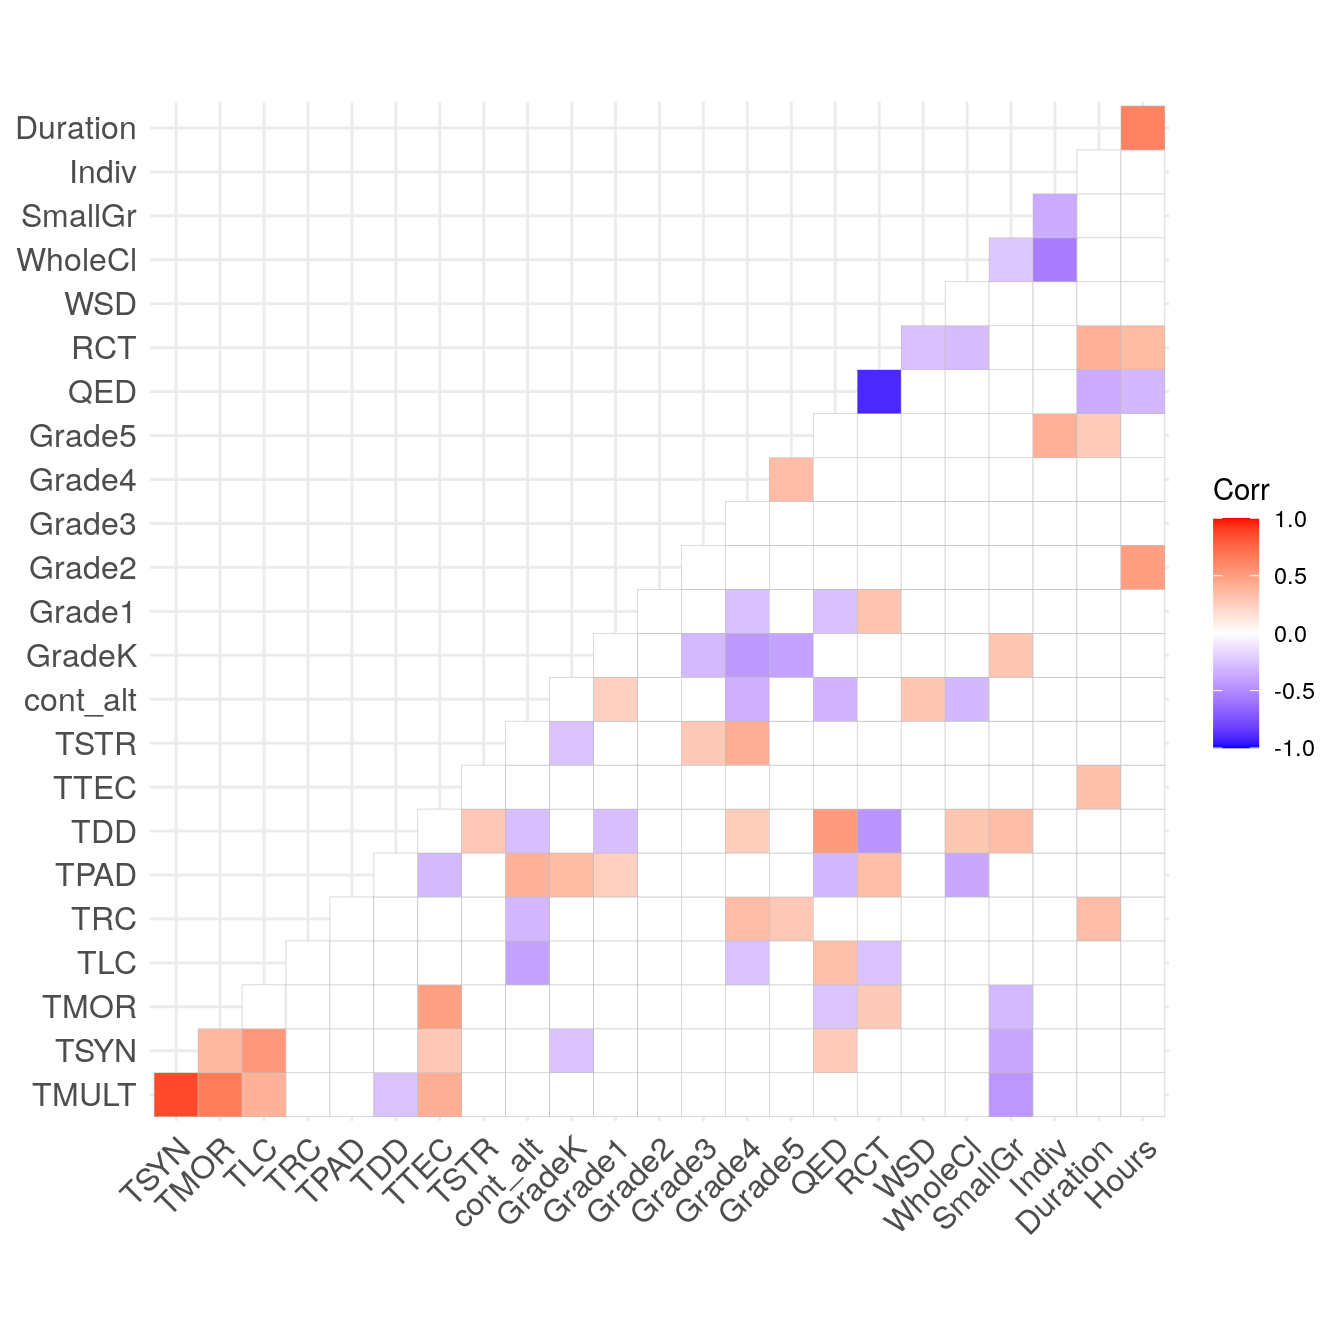 Duration
Indiv
SmallGr
WholeCl
WSD
RCT
QED
Grade5
Grade4
Grade3
Grade2
Grade1
GradeK
cont_alt
TSTR
TTEC
TDD
TPAD
TRC
TLC
TMOR
TSYN
TMULT
TSYN
TMOR
TLC
TRC
TPAD
TDD
TTEC
TSTR
cont_alt
GradeK
Grade1
Grade2
Grade3
Grade4
Grade5
QED
RCT
WSD
WholeCl
SmallGr
Indiv
Duration
Hours
Corr
1.0
0.5
0.0
-0.5
-1.0